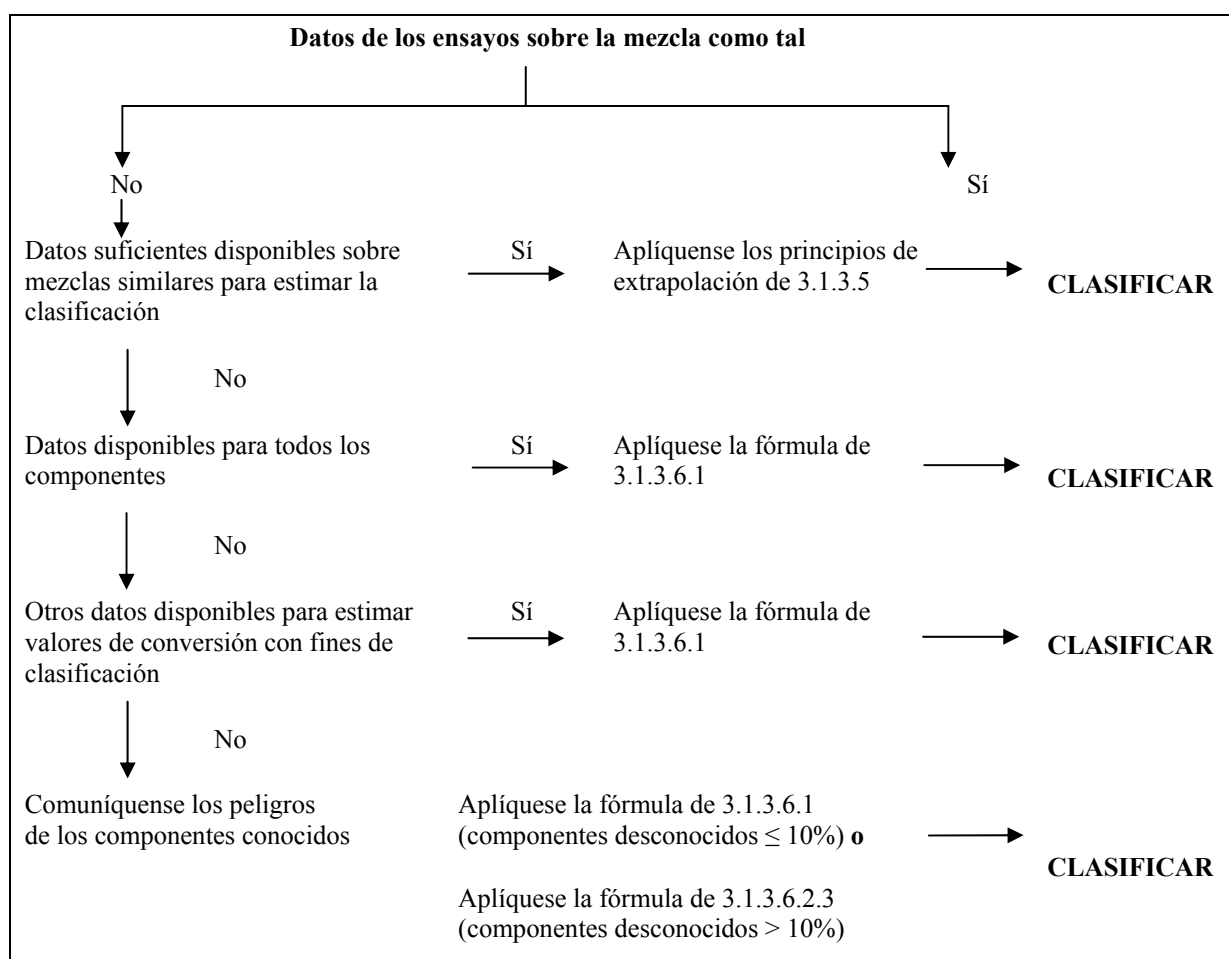 Datos de los ensayos sobre la mezcla como tal
No
Sí
Datos suficientes disponibles sobre
mezclas similares para estimar la
clasificación
Sí
Aplíquense los principios de
extrapolación de 3.1.3.5
CLASIFICAR
No
Datos disponibles para todos los
componentes
Sí
Aplíquese la fórmula de
3.1.3.6.1
CLASIFICAR
No
Otros datos disponibles para estimar
valores de conversión con fines de
clasificación
Sí
Aplíquese la fórmula de
3.1.3.6.1
CLASIFICAR
No
Comuníquense los peligros
de los componentes conocidos
Aplíquese la fórmula de 3.1.3.6.1
(componentes desconocidos ≤ 10%) o
Aplíquese la fórmula de 3.1.3.6.2.3
(componentes desconocidos > 10%)
CLASIFICAR